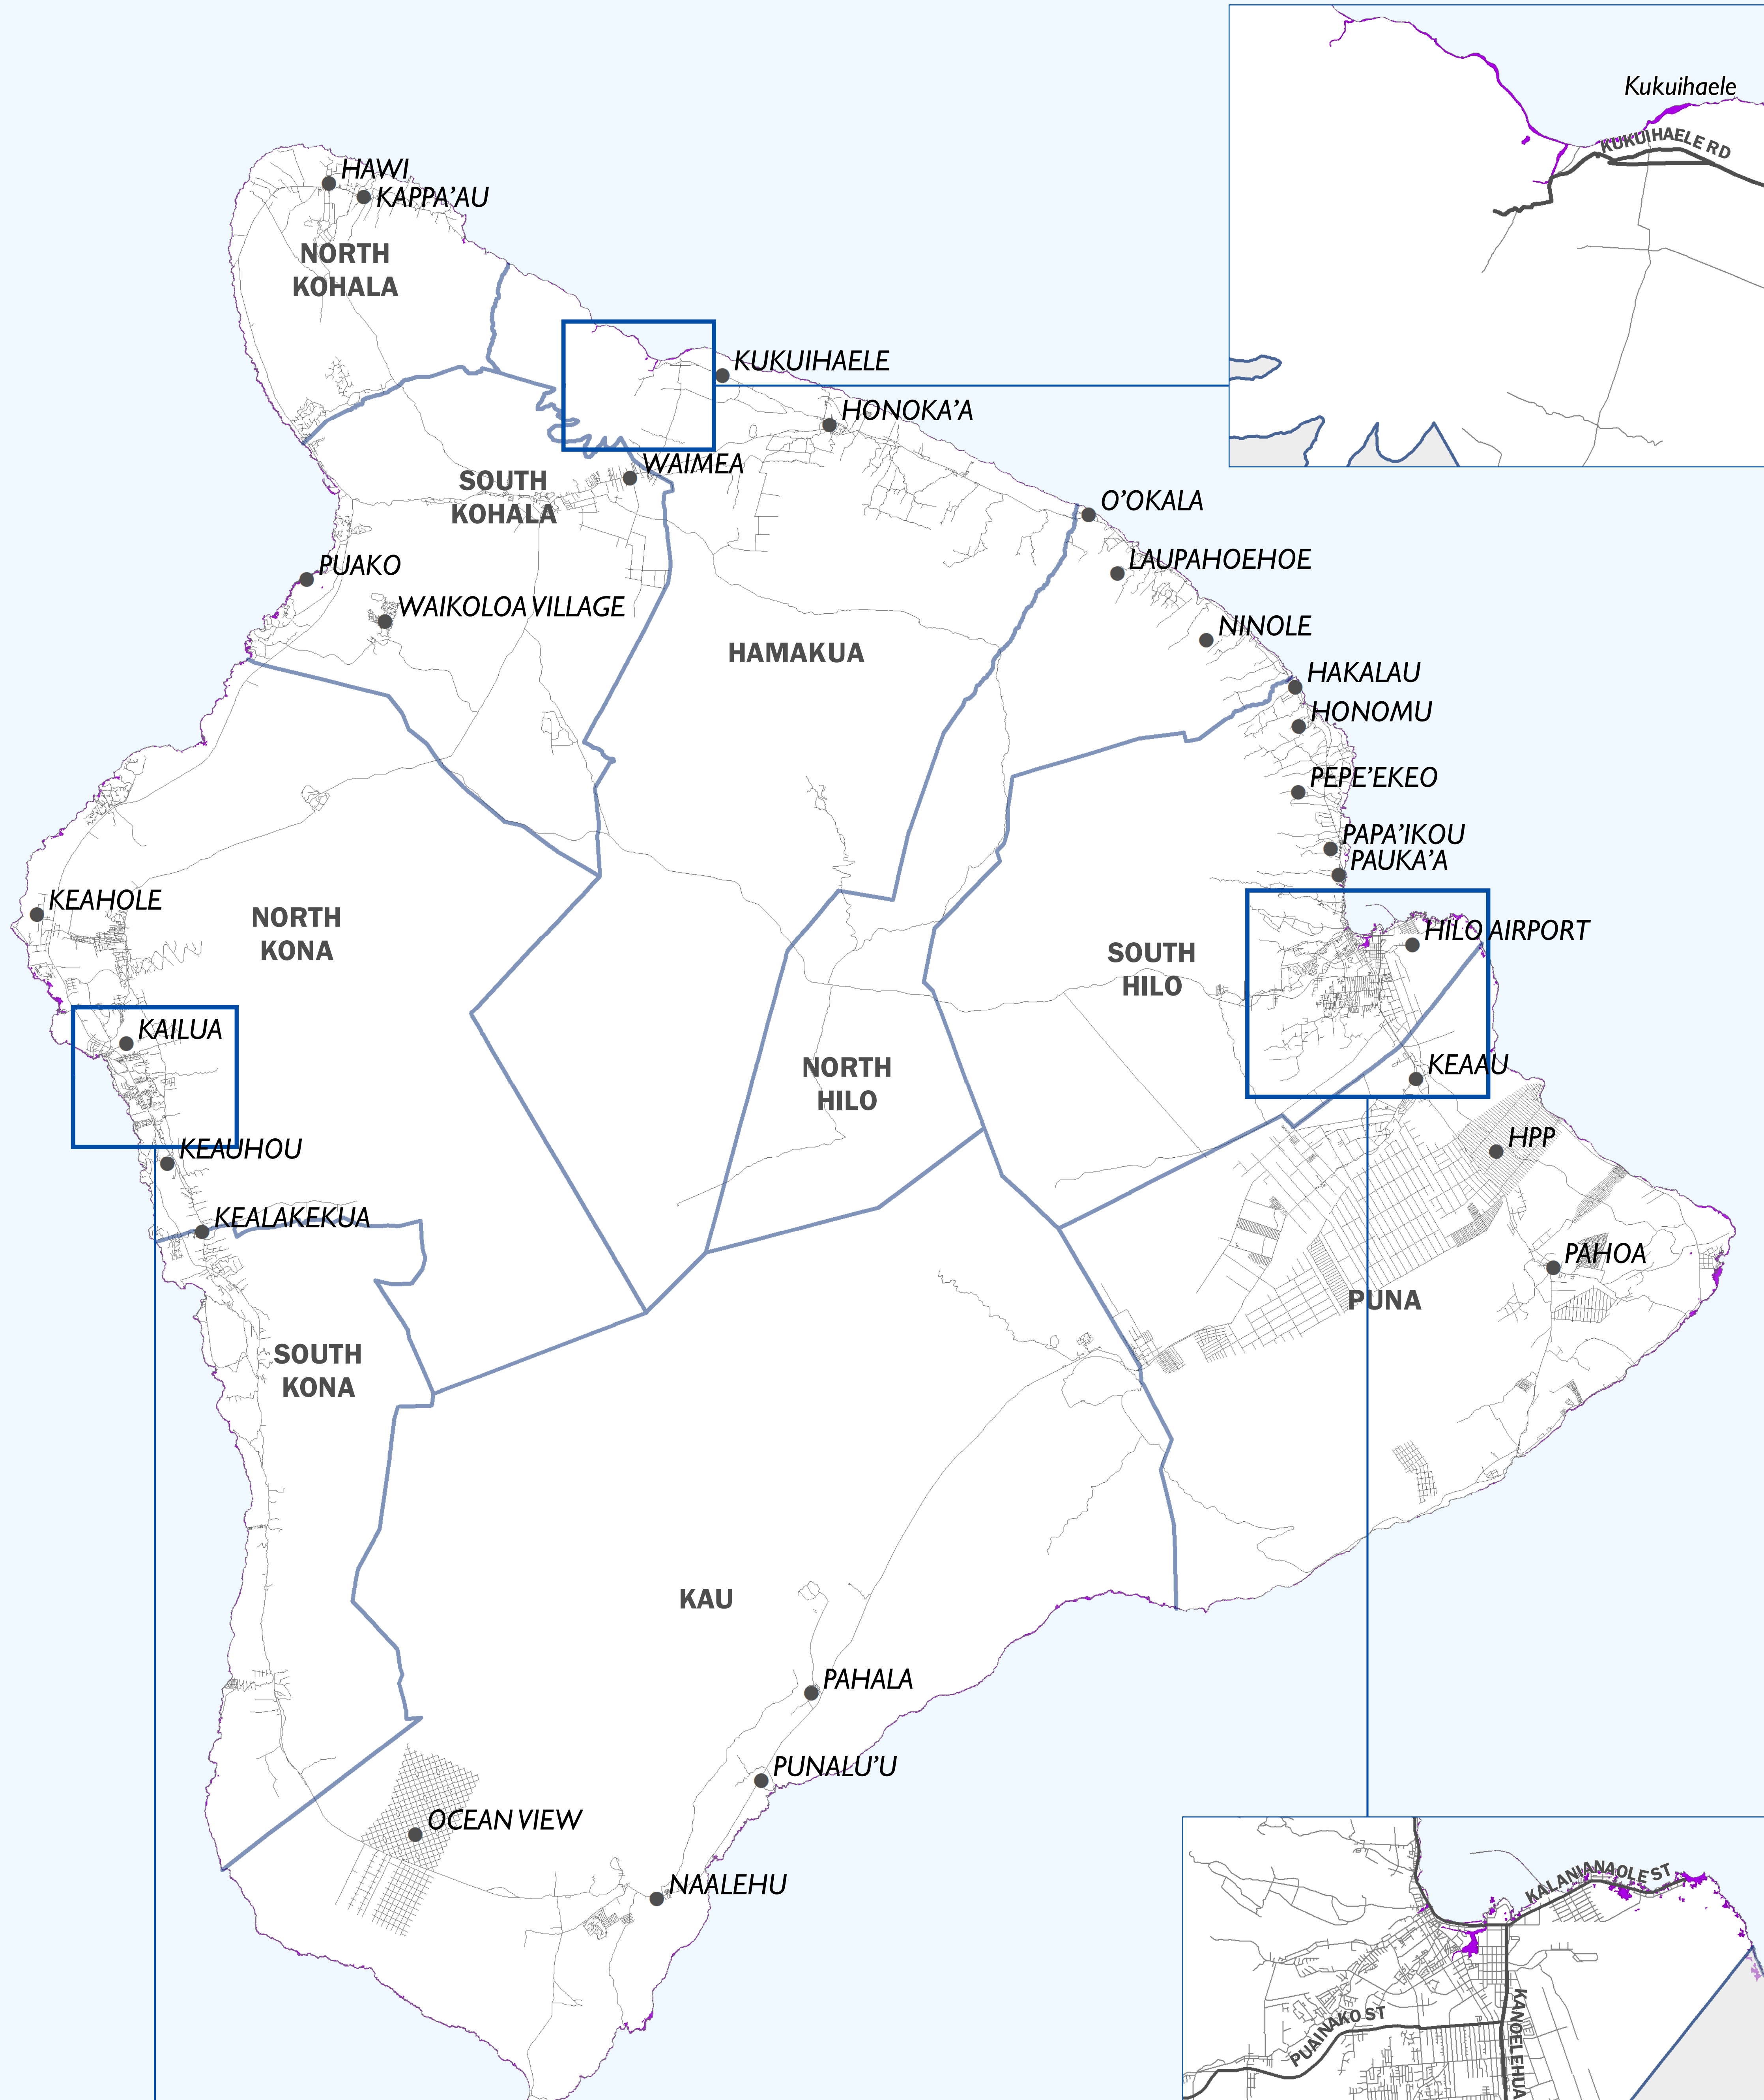 Kukuihaele
KUKUIHAELE RD
HAWI
KAPPA'AU
NORTH
KOHALA
KUKUIHAELE
HONOKA'A
WAIMEA
SOUTH
KOHALA
O'OKALA
LAUPAHOEHOE
PUAKO
WAIKOLOA VILLAGE
NINOLE
HAMAKUA
HAKALAU
HONOMU
PEPE'EKEO
PAPA'IKOU
PAUKA'A
KEAHOLE
NORTH
KONA
HILO AIRPORT
SOUTH
HILO
KAILUA
NORTH
HILO
KEAAU
HPP
KEAUHOU
KEALAKEKUA
PAHOA
PUNA
SOUTH
KONA
KAU
PAHALA
PUNALU'U
OCEAN VIEW
NAALEHU
KALANIANAOLE ST
PUAINAKO ST
KANOELEHUA